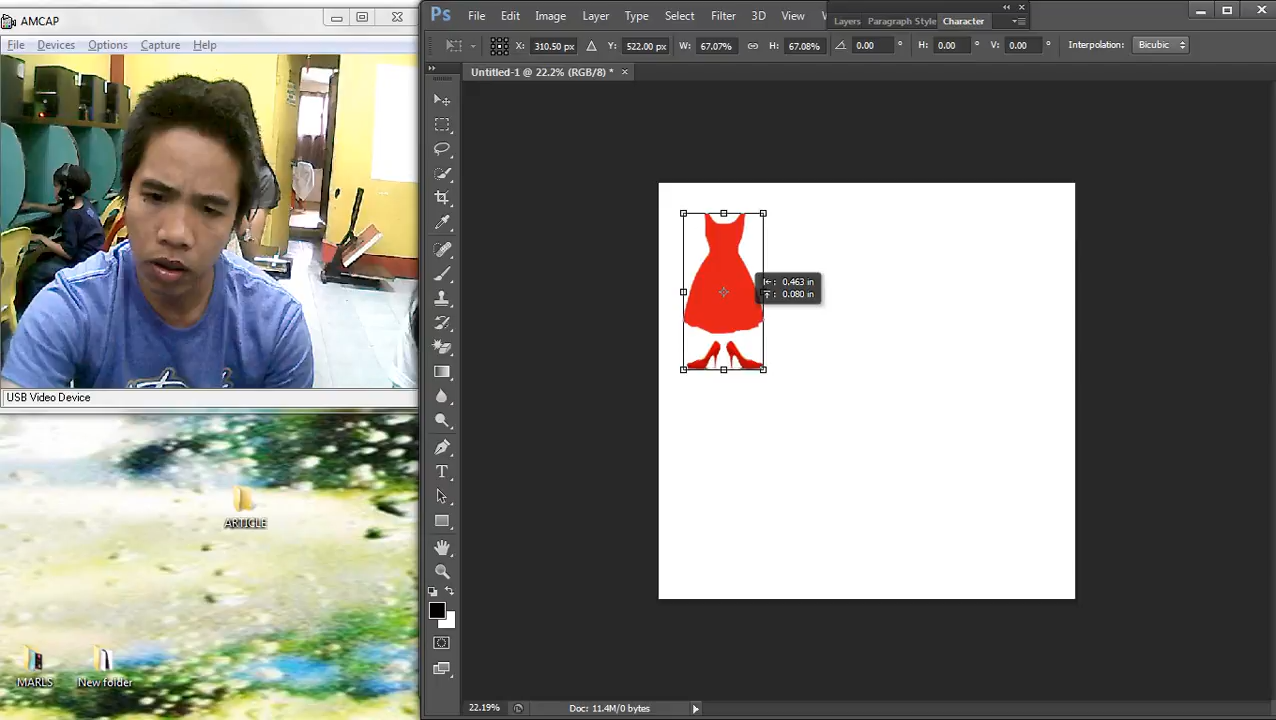 AMCAP
File Devices Options Capture Help
USB Video Device
ARTICLE
MARLS
New folder
Ps File Edit Image Layer Type Select Filter 3D View
Layers Paragraph Style Character
X: 310.50 px Y: 522.00 px W: 67.07% H: 67.08% 0.00 ° H: 0.00 ° V: 0.00 ° Interpolation: Bicubic
Untitled-1 @ 22.2% (RGB/8) *
: 0.463 in
: 0.080 in
22.19% Doc: 11.4M/0 bytes